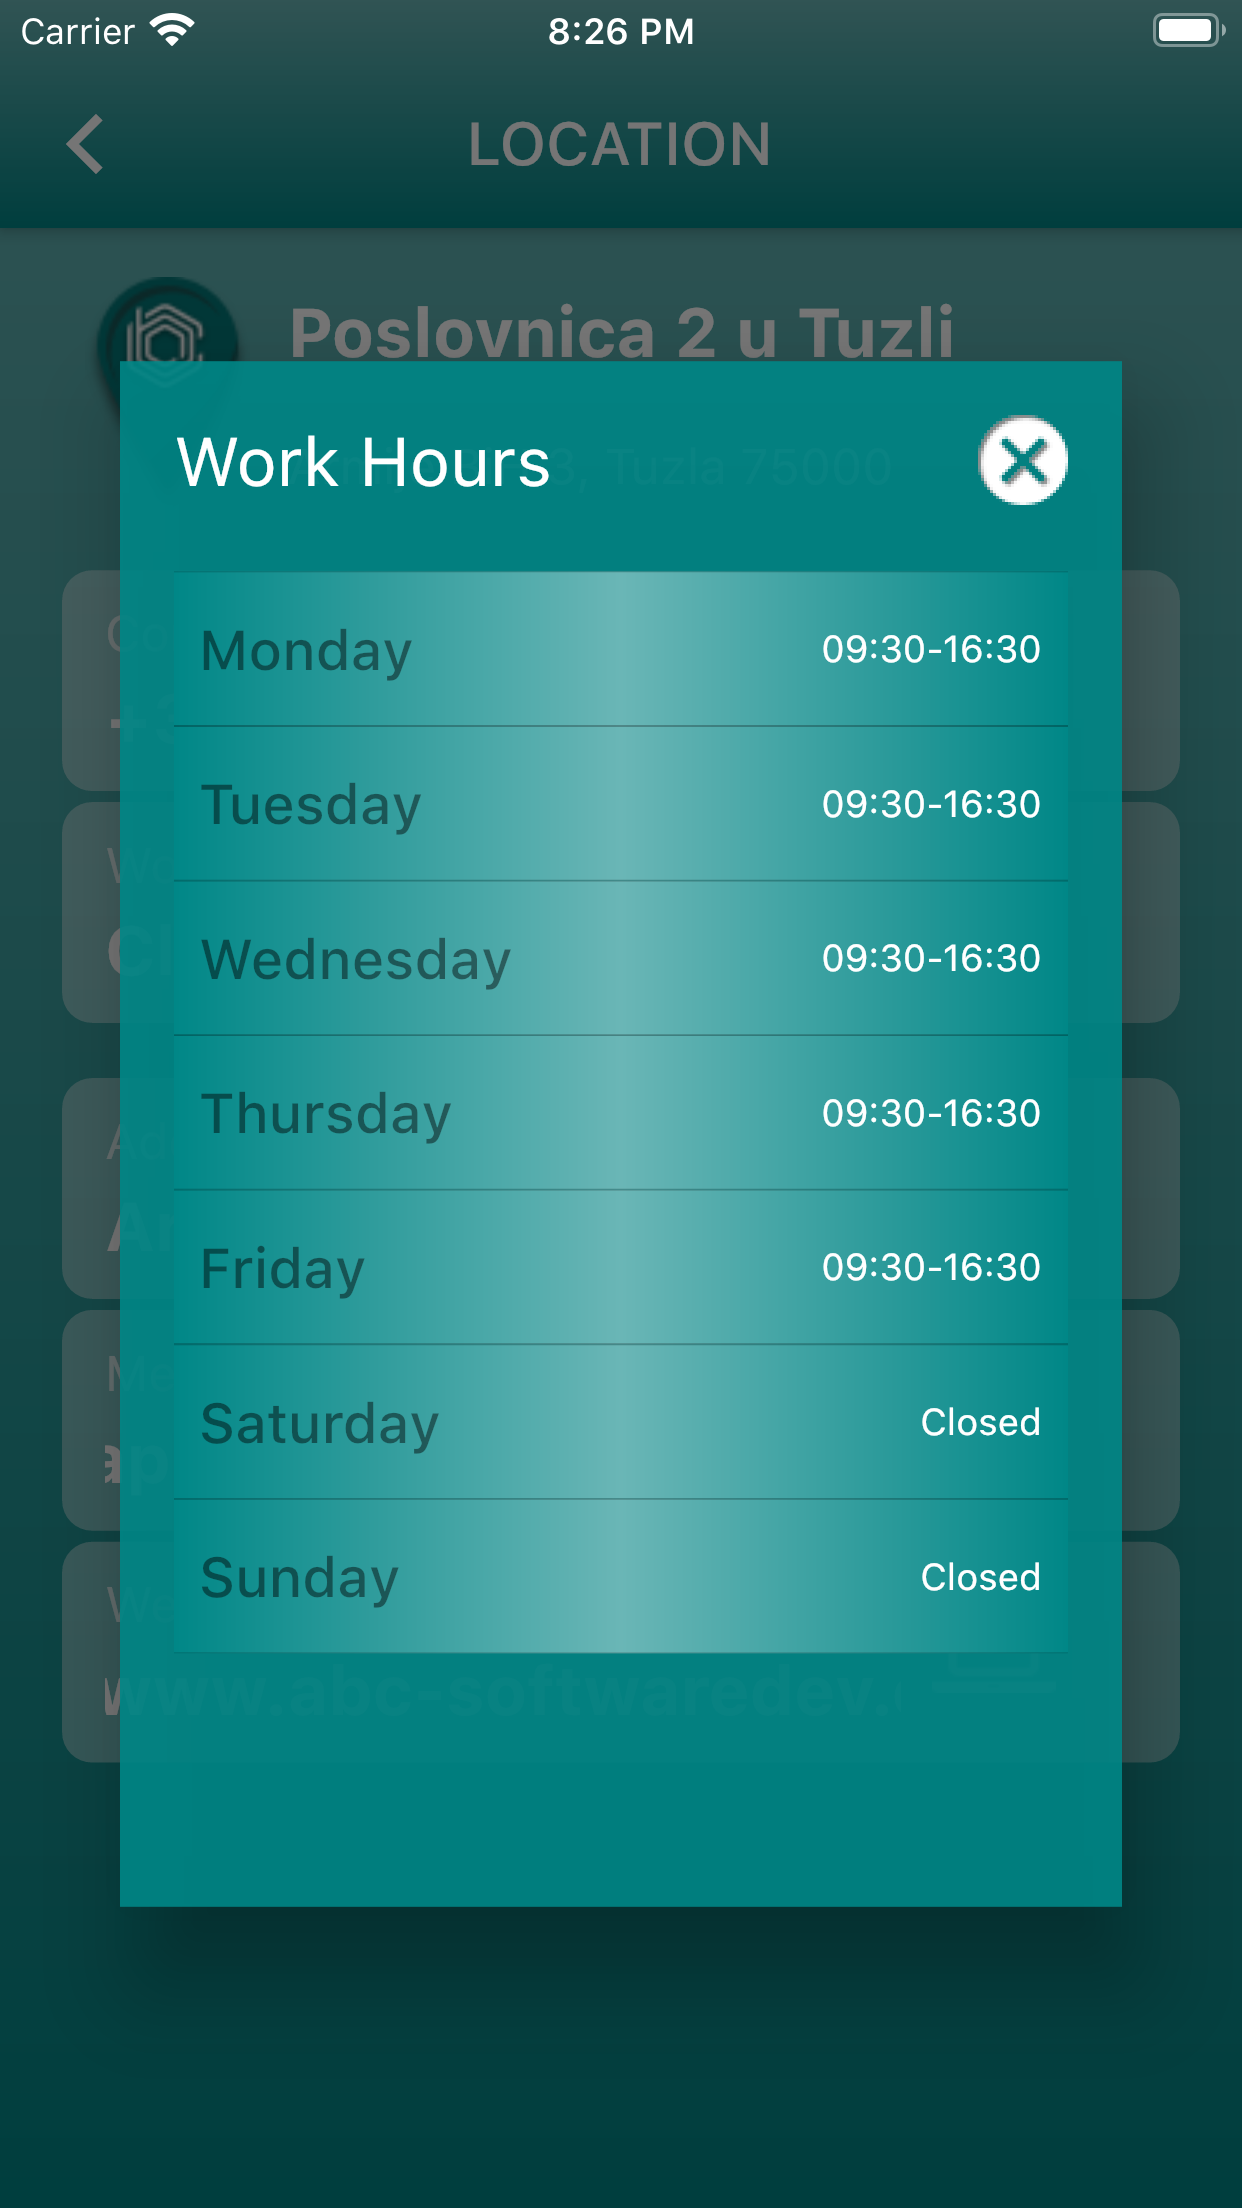 Carrier 8:26 PM
LOCATION
Poslovnica 2 u Tuzli
Work Hours
Tuzla 75000
Monday 09:30-16:30
Tuesday 09:30-16:30
Wednesday 09:30-16:30
Thursday 09:30-16:30
Friday 09:30-16:30
Saturday Closed
Sunday Closed
www.abc-softwaredev.